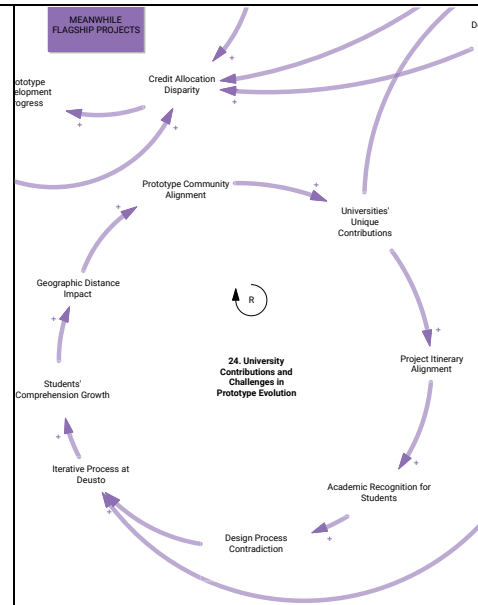 MEANWHILE
FLAGSHIP PROJECTS
Credit Allocation
Disparity
+
+
+
+
Prototype Community
Alignment
+
+
Universities'
Unique
Contributions
Geographic Distance
Impact
R
+
+
24. University
Contributions and
Challenges in
Prototype Evolution
Project Itinerary
Alignment
Students'
Comprehension Growth
+
Iterative Process at
Deusto
+
Academic Recognition for
Students
+
Design Process
Contradiction
+